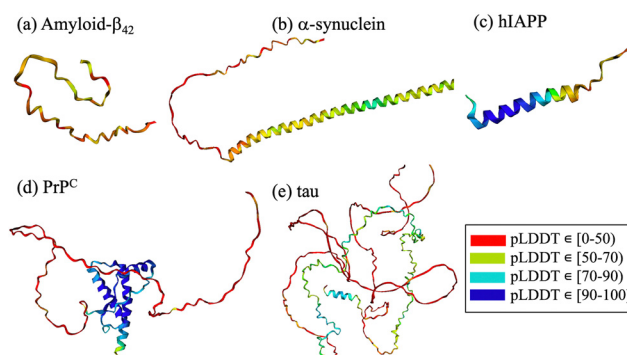 (a) Amyloid-β₄₂
(b) α-synuclein
(c) hIAPP
(d) PrPᶜ
(e) tau
pLDDT ∈ [0-50)
pLDDT ∈ [50-70)
pLDDT ∈ [70-90)
pLDDT ∈ [90-100)